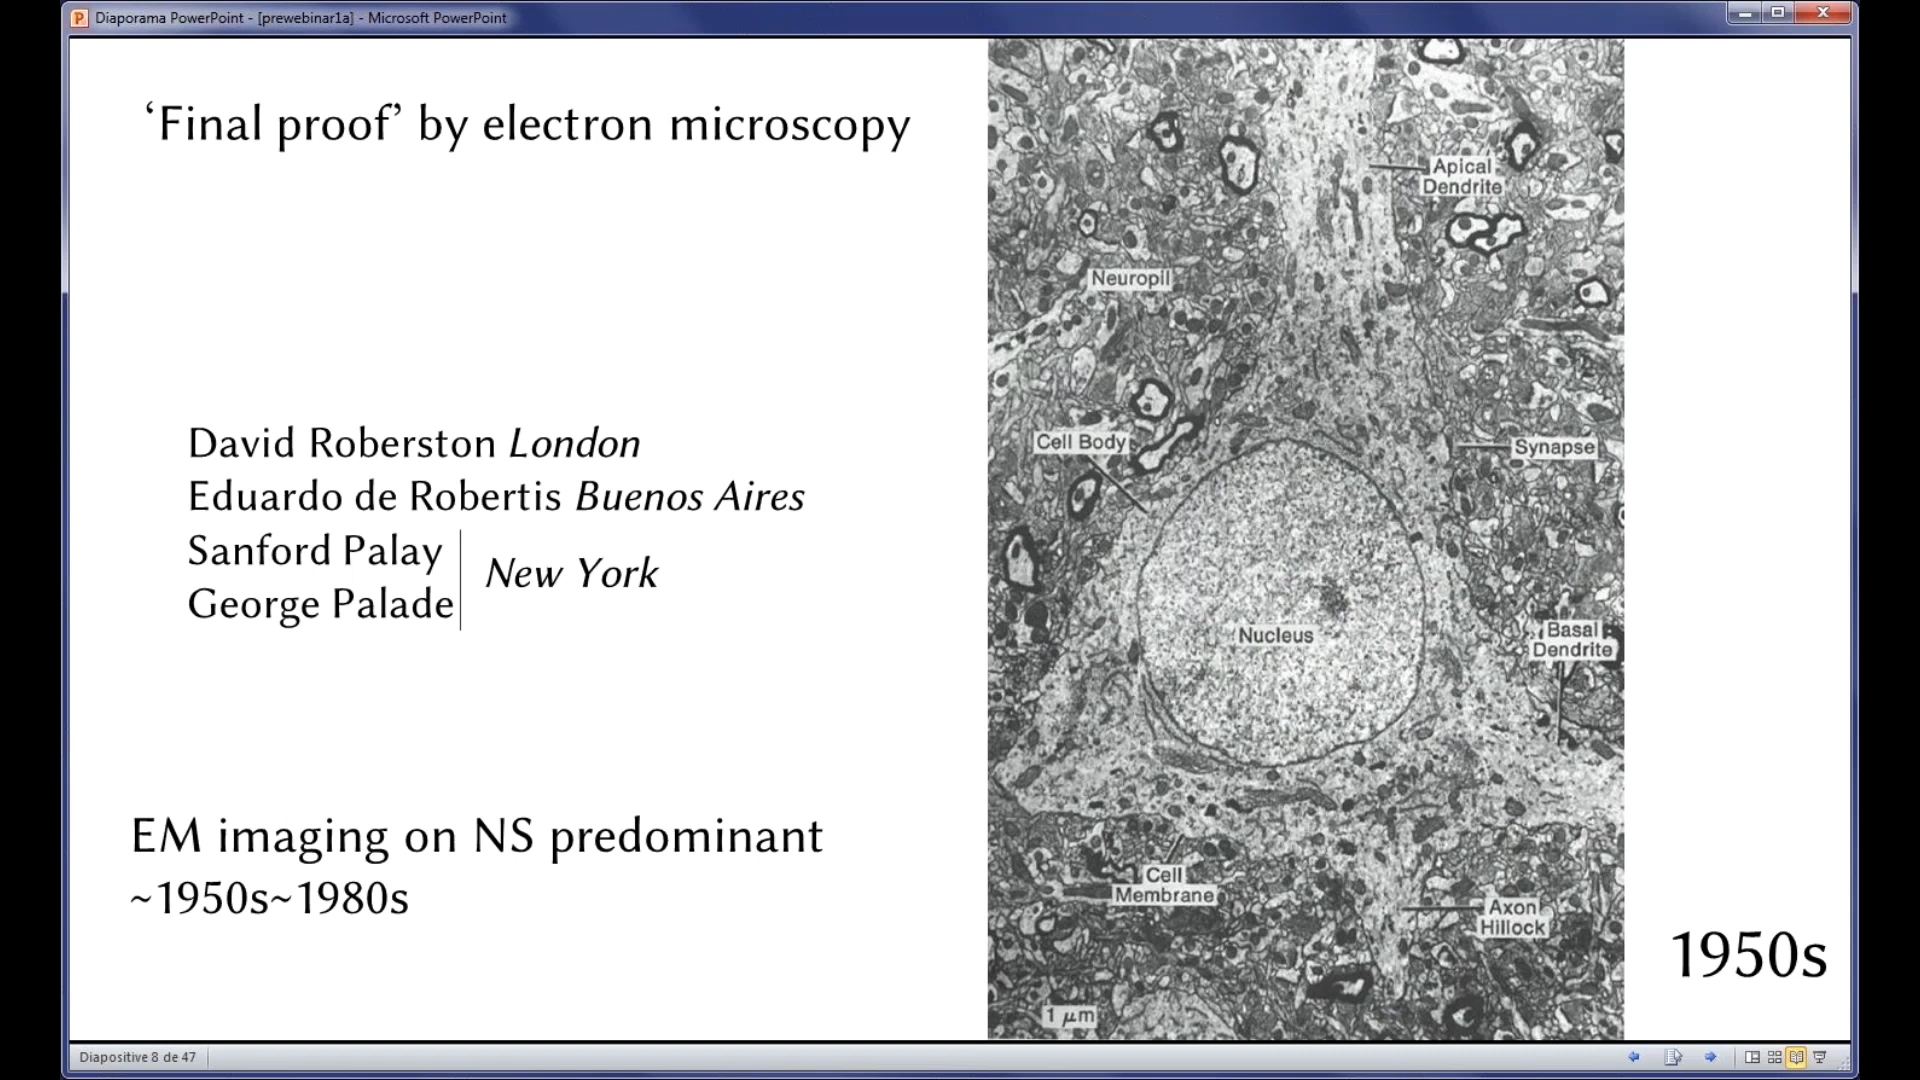 Diaporama PowerPoint - [prewebinar1a] - Microsoft PowerPoint
‘Final proof’ by electron microscopy
David Roberston London
Eduardo de Robertis Buenos Aires
Sanford Palay
George Palade
New York
EM imaging on NS predominant
~1950s~1980s
Apical
Dendrite
Neuropil
Cell Body
Synapse
Nucleus
Basal
Dendrite
Cell
Membrane
Axon
Hillock
1 μm
1950s
Diapositive 8 de 47